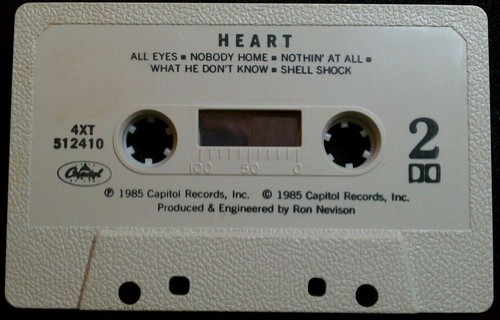 HEART
ALL EYES ■ NOBODY HOME ■ NOTHIN' AT ALL ■
WHAT HE DON'T KNOW ■ SHELL SHOCK
4XT
512410
2
Capitol
100 50 0
℗ 1985 Capitol Records, Inc. © 1985 Capitol Records, Inc.
Produced & Engineered by Ron Nevison